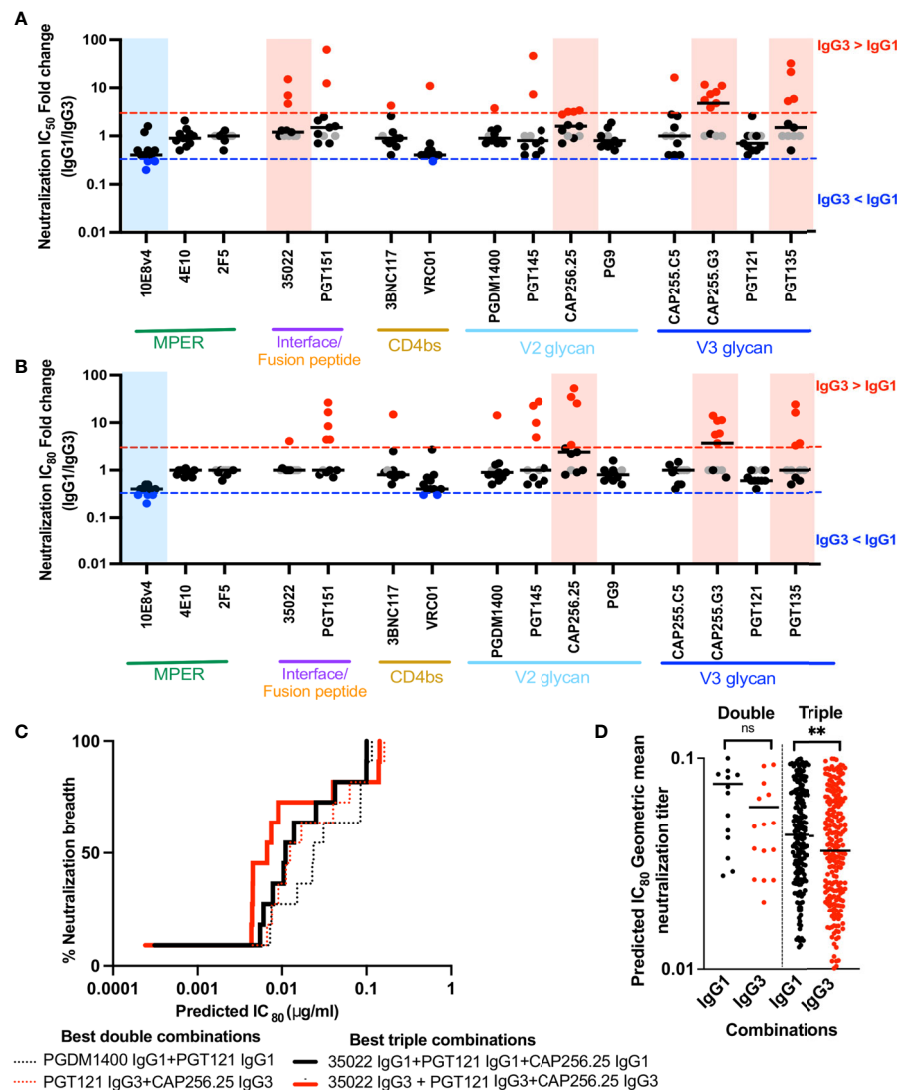 A
Neutralization IC50 Fold change
(IgG1/IgG3)
100
10
1
0.1
0.01
IgG3 > IgG1
IgG3 < IgG1
10E8v4
4E10
2F5
35022
PGT151
3BNC117
VRC01
PGDM1400
PGT145
CAP256.25
PG9
CAP255.C5
CAP255.G3
PGT121
PGT135
MPER
Interface/
Fusion peptide
CD4bs
V2 glycan
V3 glycan
B
Neutralization IC80 Fold change
(IgG1/IgG3)
100
10
1
0.1
0.01
IgG3 > IgG1
IgG3 < IgG1
10E8v4
4E10
2F5
35022
PGT151
3BNC117
VRC01
PGDM1400
PGT145
CAP256.25
PG9
CAP255.C5
CAP255.G3
PGT121
PGT135
MPER
Interface/
Fusion peptide
CD4bs
V2 glycan
V3 glycan
C
% Neutralization breadth
100
50
0
0.0001
0.001
0.01
0.1
1
Predicted IC80 (µg/ml)
Best double combinations
PGDM1400 IgG1+PGT121 IgG1
PGT121 IgG3+CAP256.25 IgG3
Best triple combinations
35022 IgG1+PGT121 IgG1+CAP256.25 IgG1
35022 IgG3 + PGT121 IgG3+CAP256.25 IgG3
D
Double
ns
Triple
**
Predicted IC80 Geometric mean
neutralization titer
0.1
0.01
IgG1
IgG3
IgG1
IgG3
Combinations